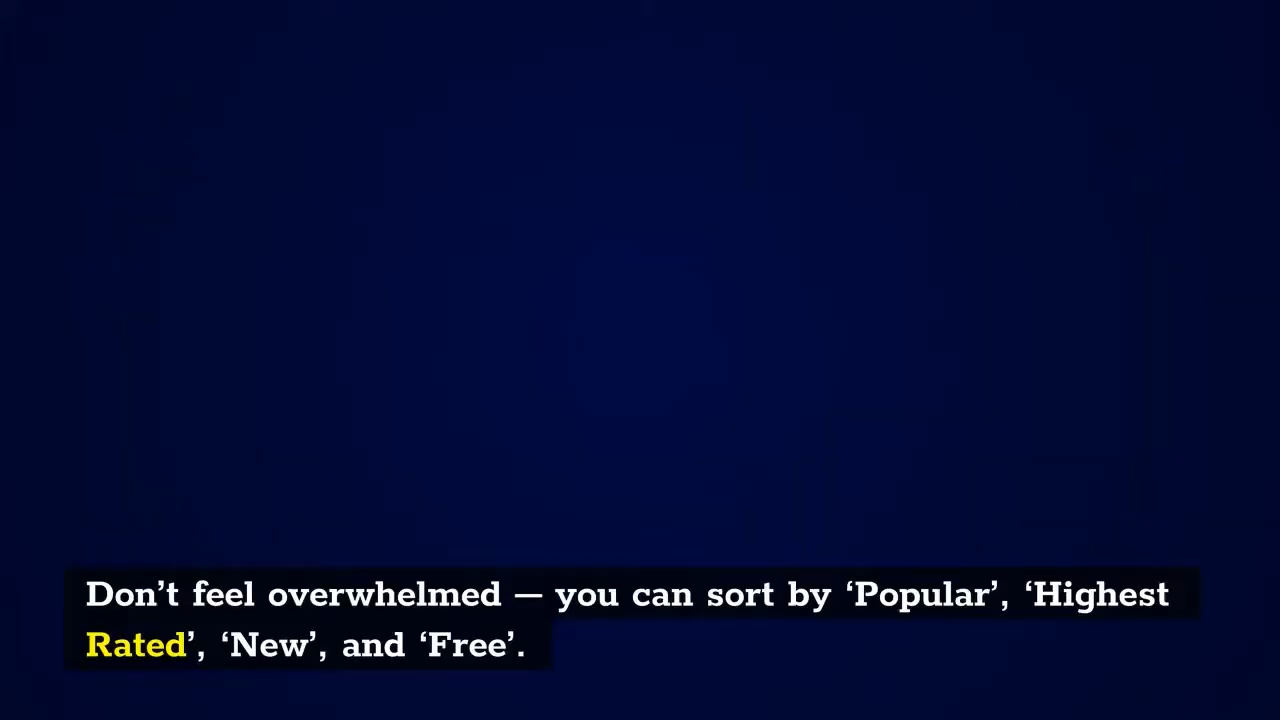 Don’t feel overwhelmed — you can sort by ‘Popular’, ‘Highest
Rated’, ‘New’, and ‘Free’.